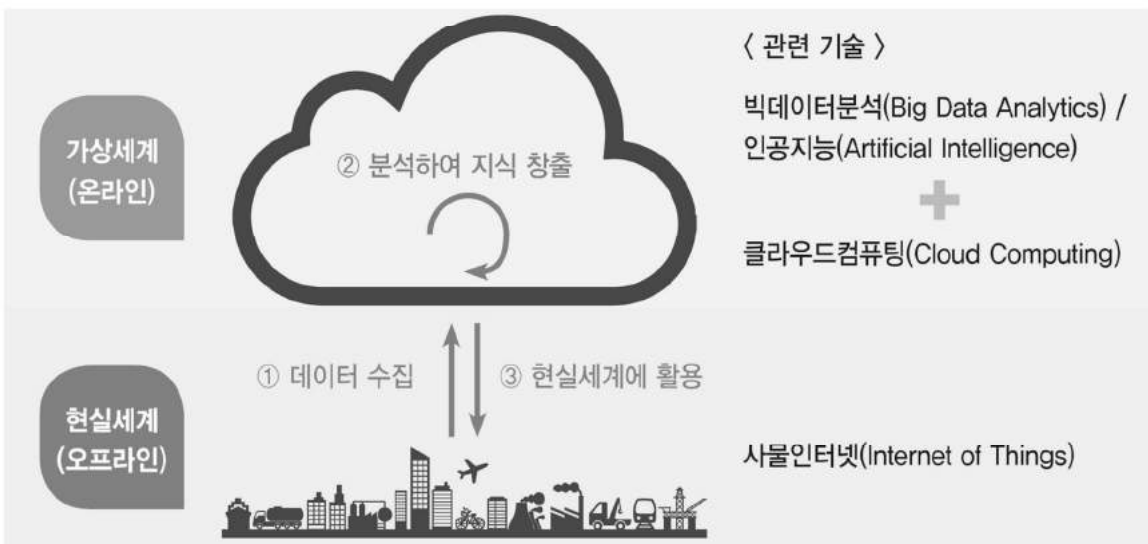 〈 관련 기술 〉
가상세계
(온라인)
② 분석하여 지식 창출
빅데이터분석(Big Data Analytics) /
인공지능(Artificial Intelligence)
클라우드컴퓨팅(Cloud Computing)
현실세계
(오프라인)
① 데이터 수집
③ 현실세계에 활용
사물인터넷(Internet of Things)